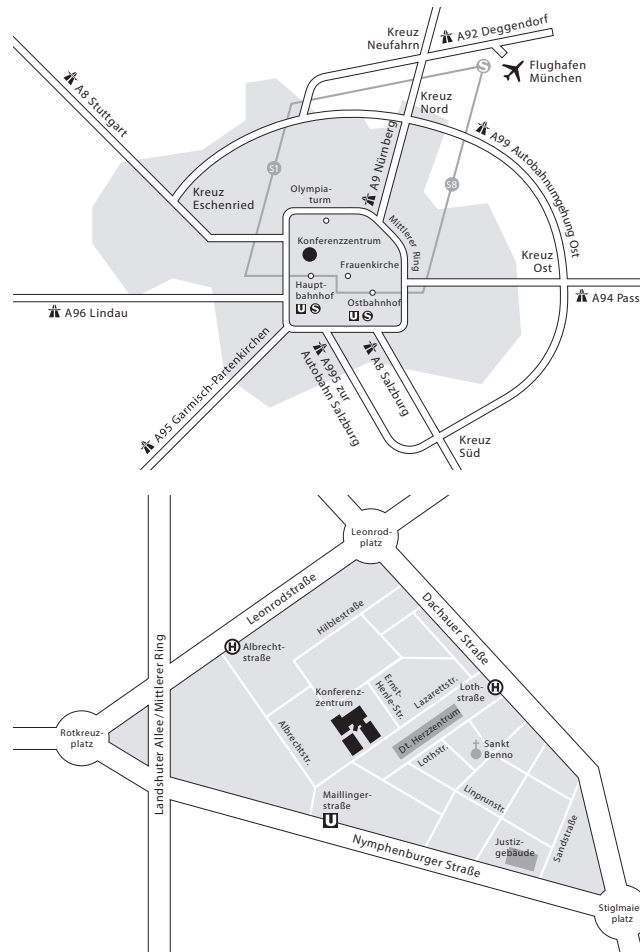 Kreuz
Neufahrn
A92 Deggendorf
S
Flughafen
München
A8 Stuttgart
Kreuz
Nord
A99 Autobahnumgehung Ost
A9 Nürnberg
S1
S8
Kreuz
Eschenried
Olympia-
turm
Mittlerer
Ring
Konferenzzentrum
Frauenkirche
Kreuz
Ost
Haupt-
bahnhof
U S
Ostbahnhof
U S
A94 Pass
A96 Lindau
A95 Garmisch-Partenkirchen
A995 zur
Autobahn Salzburg
A8 Salzburg
Kreuz
Süd
Leonrod-
platz
Leonrodstraße
Dachauer Straße
Hilblestraße
H
Albrecht-
straße
Landshuter Allee/Mittlerer Ring
Ernst-
Henle-Str.
Lazarettstr.
Loth-
straße
H
Konferenz-
zentrum
Albrechtstr.
Dt. Herzzentrum
Lothstr.
Sankt
Benno
Rotkreuz-
platz
Maillinger-
straße
U
Linprunstr.
Sandstraße
Nymphenburger Straße
Justiz-
gebäude
Stiglmaier
platz